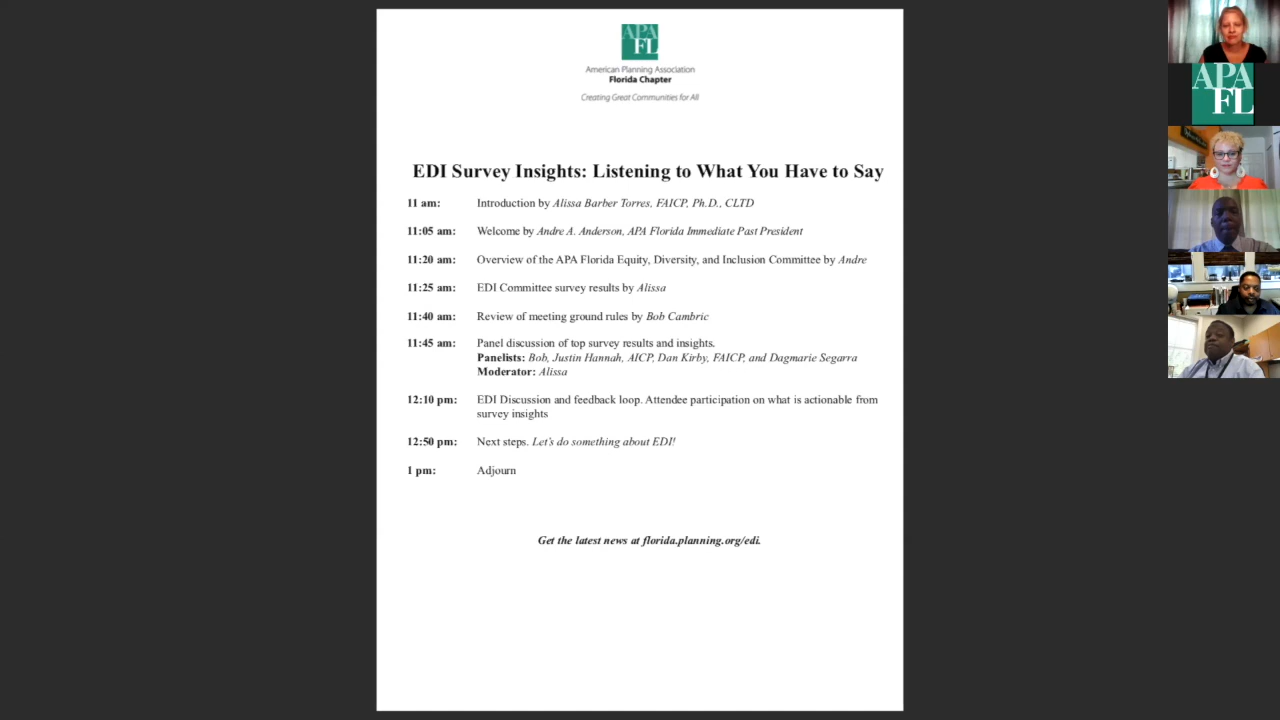 APA
FL
American Planning Association
Florida Chapter
Creating Great Communities for All
EDI Survey Insights: Listening to What You Have to Say
11 am: Introduction by Alissa Barber Torres, FAICP, Ph.D., CLTD
11:05 am: Welcome by Andre A. Anderson, APA Florida Immediate Past President
11:20 am: Overview of the APA Florida Equity, Diversity, and Inclusion Committee by Andre
11:25 am: EDI Committee survey results by Alissa
11:40 am: Review of meeting ground rules by Bob Cambric
11:45 am: Panel discussion of top survey results and insights.
Panelists: Bob, Justin Hannah, AICP, Dan Kirby, FAICP, and Dagmarie Segarra
Moderator: Alissa
12:10 pm: EDI Discussion and feedback loop. Attendee participation on what is actionable from
survey insights
12:50 pm: Next steps. Let's do something about EDI!
1 pm: Adjourn
Get the latest news at florida.planning.org/edi.
APA
FL